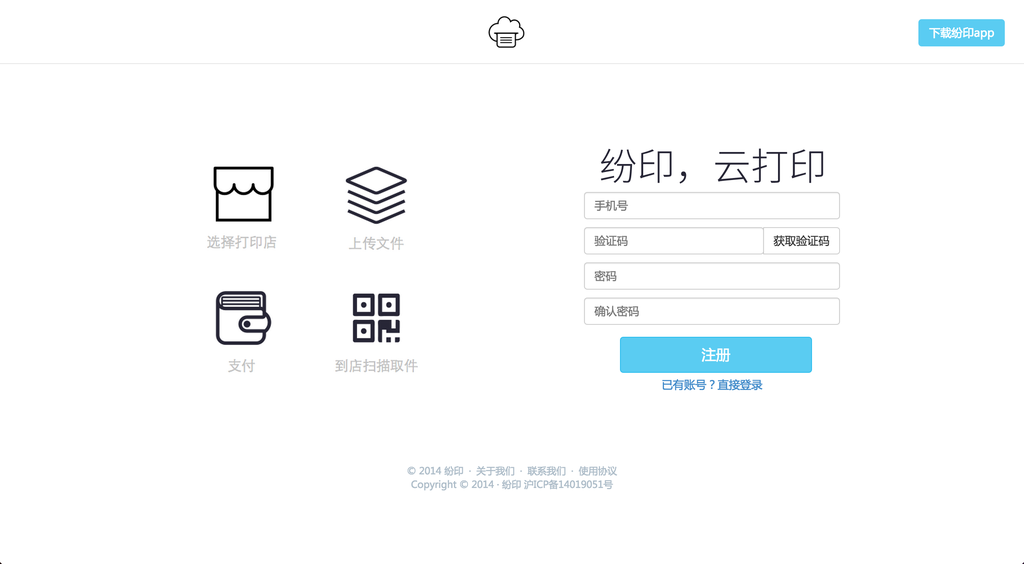 下载纷印app
选择打印店
上传文件
支付
到店扫描取件
纷印，云打印
手机号
验证码 获取验证码
密码
确认密码
注册
已有账号？直接登录
© 2014 纷印 · 关于我们 · 联系我们 · 使用协议
Copyright © 2014 · 纷印 沪ICP备14019051号